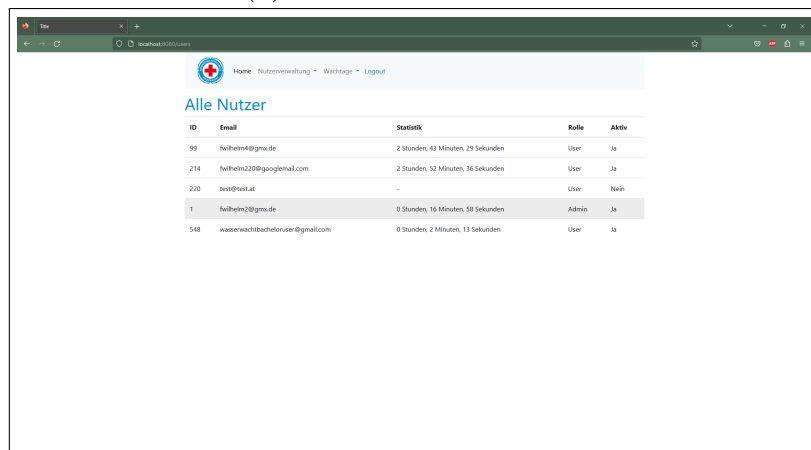 Title
localhost:8080/users
Home Nutzerverwaltung Wachtage Logout
Alle Nutzer
ID Email Statistik Rolle Aktiv
99 fwilhelm4@gmx.de 2 Stunden, 43 Minuten, 29 Sekunden User Ja
214 fwilhelm220@googlemail.com 2 Stunden, 52 Minuten, 36 Sekunden User Ja
220 test@test.at - User Nein
1 fwilhelm2@gmx.de 0 Stunden, 16 Minuten, 58 Sekunden Admin Ja
548 wasserwachtbacheloruser@gmail.com 0 Stunden, 2 Minuten, 13 Sekunden User Ja